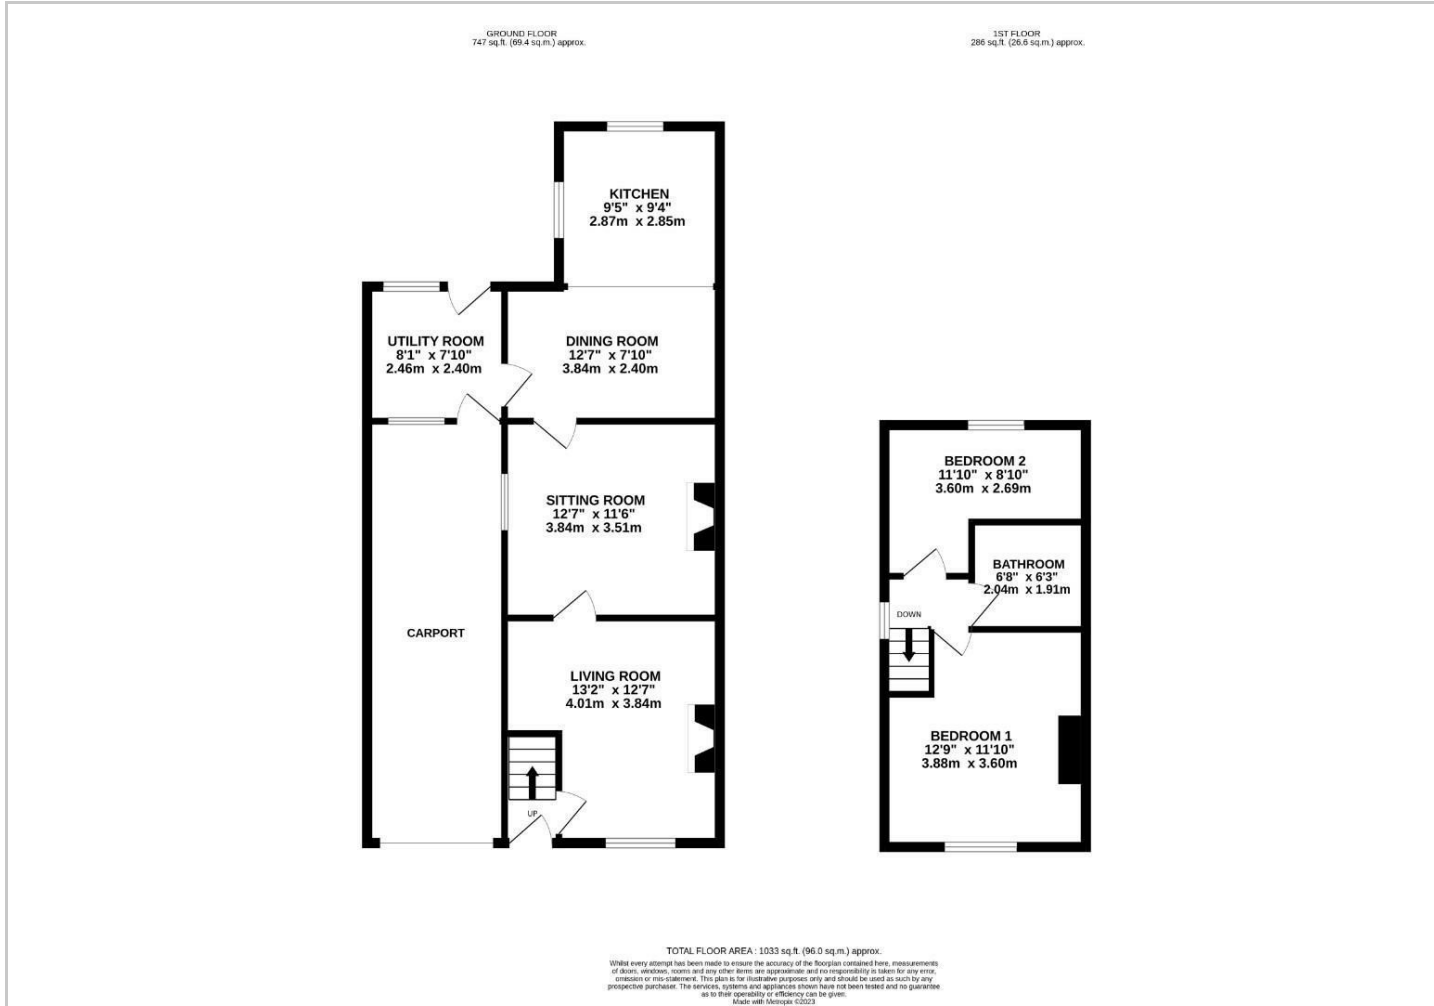 GROUND FLOOR
747 sq.ft. (69.4 sq.m.) approx.
1ST FLOOR
286 sq.ft. (26.6 sq.m.) approx.
KITCHEN
9'5" x 9'4"
2.87m x 2.85m
UTILITY ROOM
8'1" x 7'10"
2.46m x 2.40m
DINING ROOM
12'7" x 7'10"
3.84m x 2.40m
SITTING ROOM
12'7" x 11'6"
3.84m x 3.51m
CARPORT
LIVING ROOM
13'2" x 12'7"
4.01m x 3.84m
UP
BEDROOM 2
11'10" x 8'10"
3.60m x 2.69m
BATHROOM
6'8" x 6'3"
2.04m x 1.91m
DOWN
BEDROOM 1
12'9" x 11'10"
3.88m x 3.60m
TOTAL FLOOR AREA : 1033 sq.ft. (96.0 sq.m.) approx.
Whilst every attempt has been made to ensure the accuracy of the floorplan contained here, measurements
of doors, windows, rooms and any other items are approximate and no responsibility is taken for any error,
omission or mis-statement. This plan is for illustrative purposes only and should be used as such by any
prospective purchaser. The services, systems and appliances shown have not been tested and no guarantee
as to their operability or efficiency can be given.
Made with Metropix ©2023